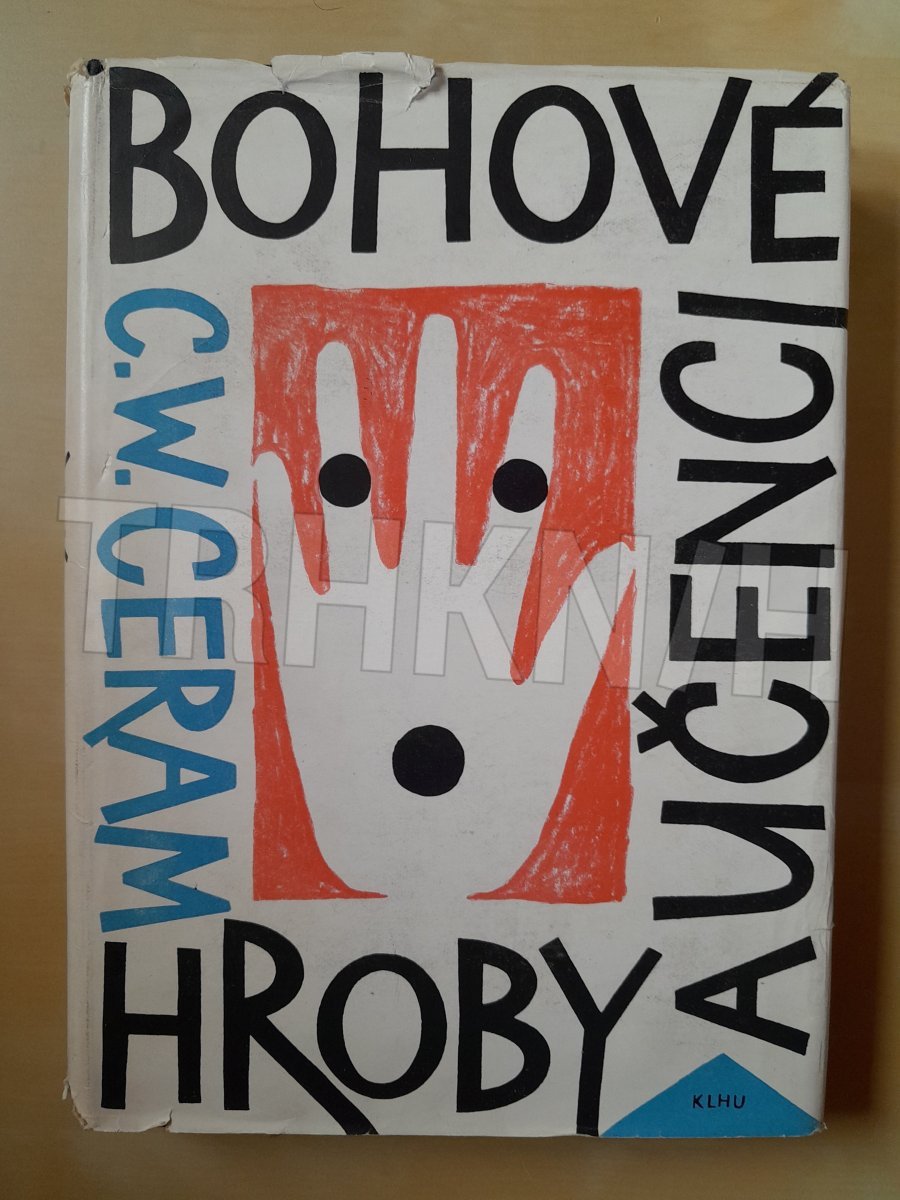 BOHOVÉ
HROBY
A UČENCI
C. W. CERAM
KLHU
TRHKNIH